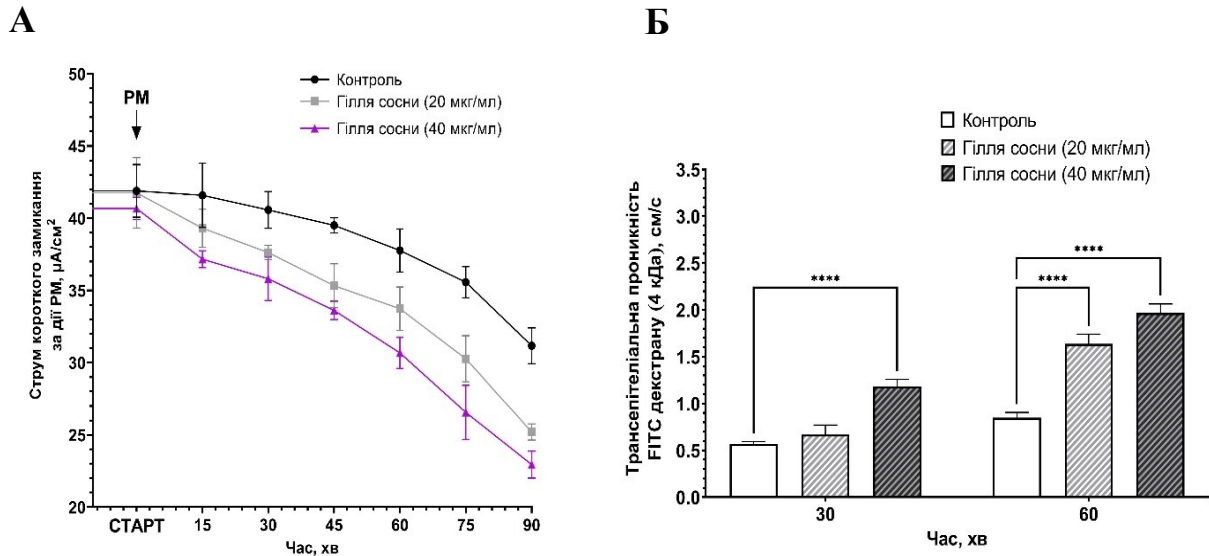 А
Струм короткого замикання
за дії РМ, µА/см²
50
45
40
35
30
25
20
РМ
Контроль
Гілля сосни (20 мкг/мл)
Гілля сосни (40 мкг/мл)
СТАРТ 15 30 45 60 75 90
Час, хв
Б
Трансепітеліальна проникність
FITC декстрану (4 кДа), см/с
3.5
3.0
2.5
2.0
1.5
1.0
0.5
0.0
Контроль
Гілля сосни (20 мкг/мл)
Гілля сосни (40 мкг/мл)
****
****
****
30 60
Час, хв